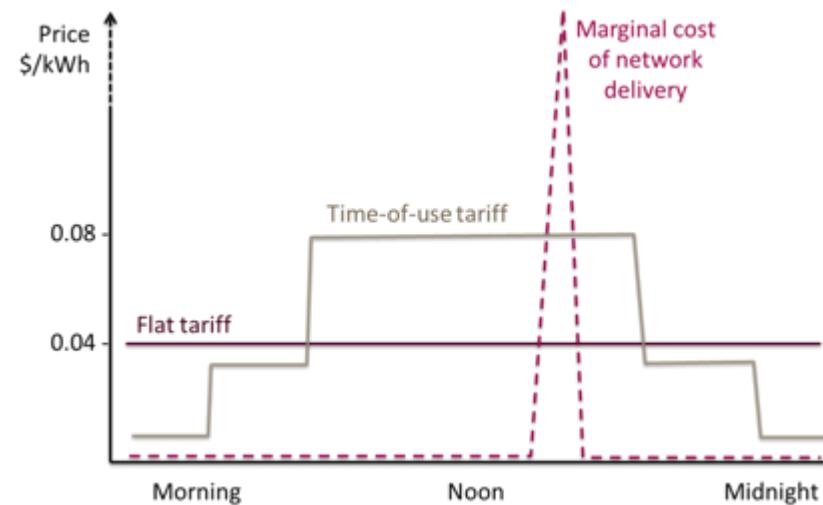 Price
$/kWh
Marginal cost
of network
delivery
Time-of-use tariff
0.08
Flat tariff
0.04
Morning
Noon
Midnight